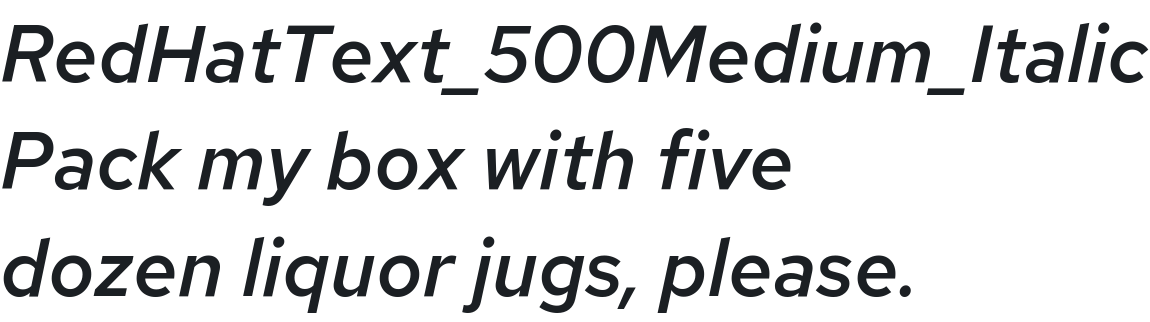 RedHatText_500Medium_Italic
Pack my box with five
dozen liquor jugs, please.